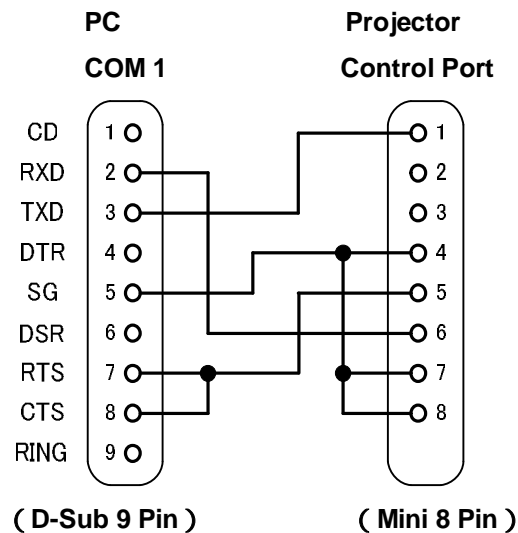 PC Projector
COM 1 Control Port
CD 1 1
RXD 2 2
TXD 3 3
DTR 4 4
SG 5 5
DSR 6 6
RTS 7 7
CTS 8 8
RING 9
( D-Sub 9 Pin ) ( Mini 8 Pin )